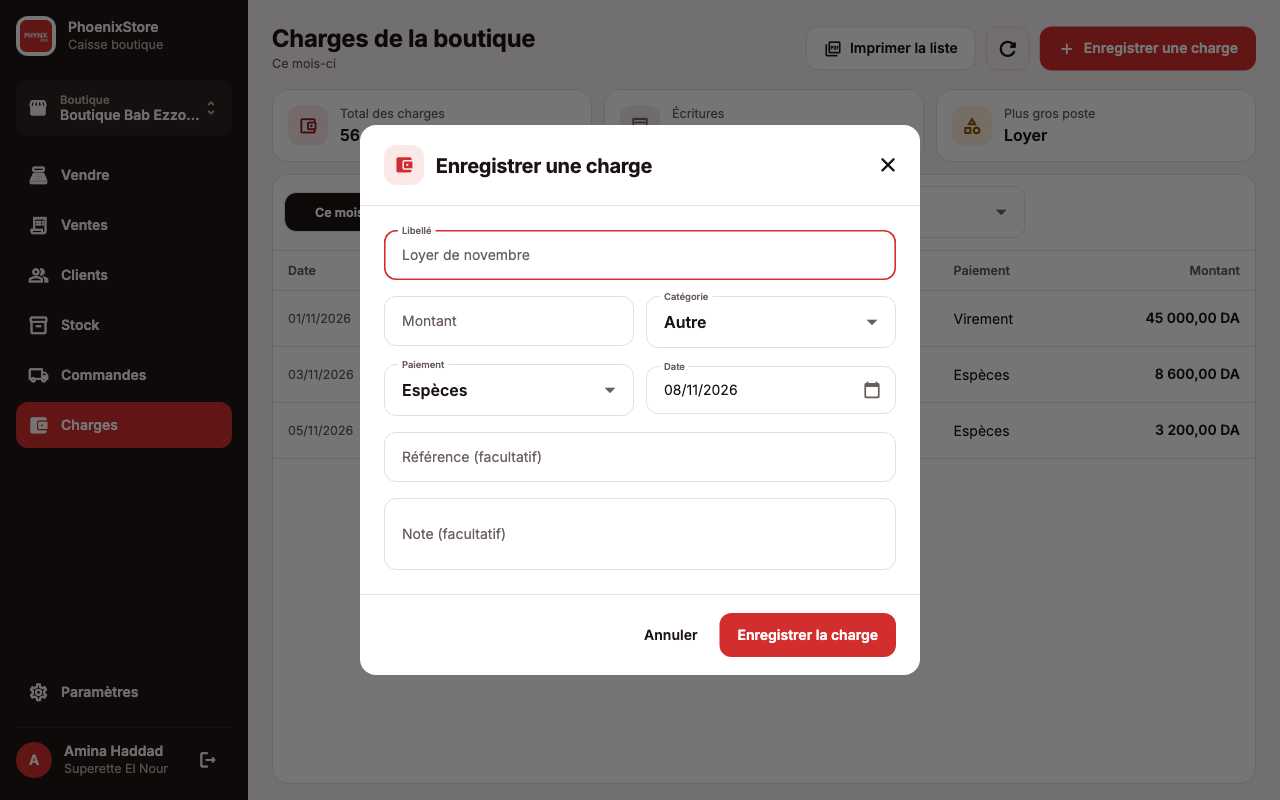 PHYNX
PhoenixStore
Caisse boutique
Boutique
Boutique Bab Ezzo...
Vendre
Ventes
Clients
Stock
Commandes
Charges
Paramètres
A
Amina Haddad
Superette El Nour
Charges de la boutique
Ce mois-ci
Imprimer la liste
Enregistrer une charge
Total des charges
56
Écritures
Plus gros poste
Loyer
Ce mois
Date
Paiement
Montant
01/11/2026
Virement
45 000,00 DA
03/11/2026
Espèces
8 600,00 DA
05/11/2026
Espèces
3 200,00 DA
Enregistrer une charge
Libellé
Loyer de novembre
Montant
Catégorie
Autre
Paiement
Espèces
Date
08/11/2026
Référence (facultatif)
Note (facultatif)
Annuler
Enregistrer la charge